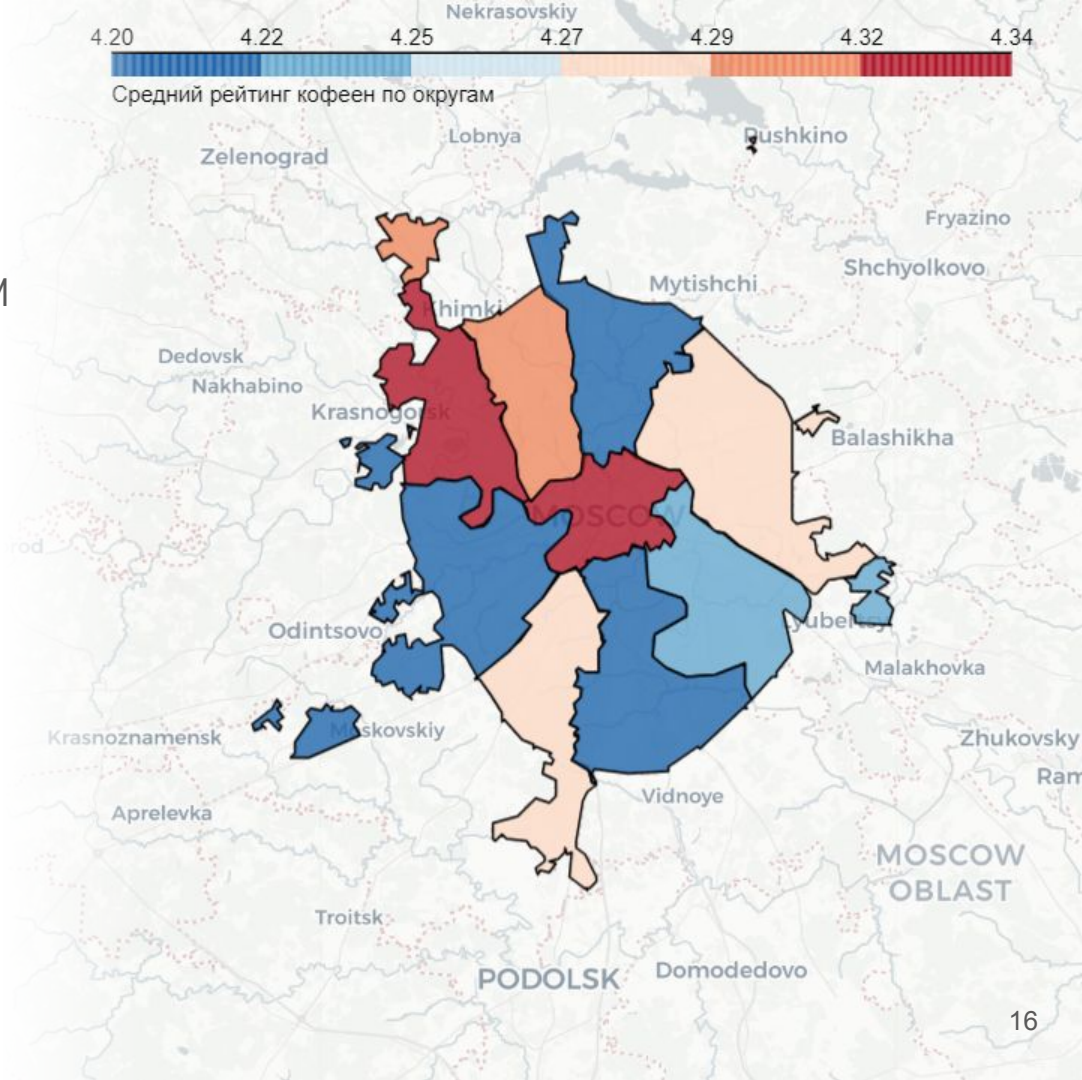 Nekrasovskiy
4.20 4.22 4.25 4.27 4.29 4.32 4.34
Средний рейтинг кофеен по округам
Lobnya
Pushkino
Zelenograd
Fryazino
Shchyolkovo
Mytishchi
И
Khimki
Dedovsk
Nakhabino
Krasnogorsk
Balashikha
MOSCOW
Lyubertsy
Odintsovo
Malakhovka
Moskovskiy
Krasnoznamensk
Zhukovsky
Ram
Vidnoye
Aprelevka
MOSCOW
OBLAST
Troitsk
Domodedovo
PODOLSK
16